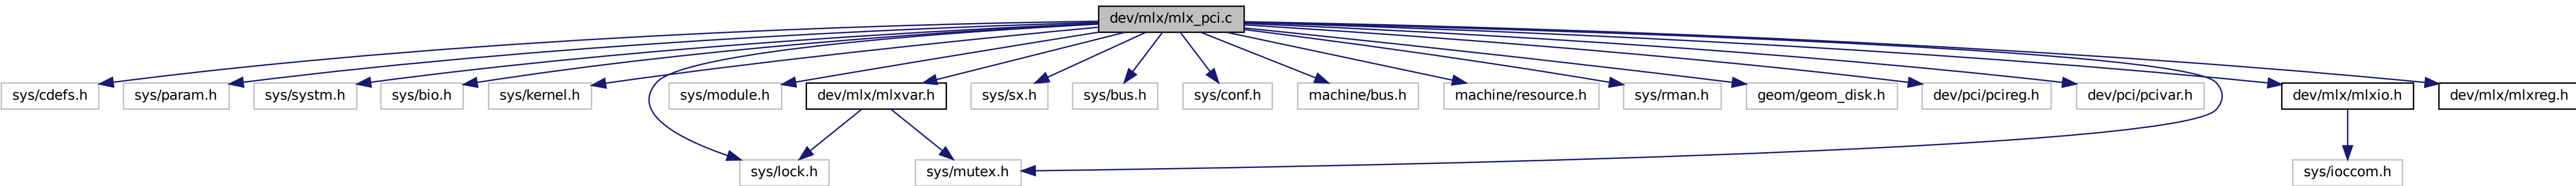 dev/mlx/mlx_pci.c
sys/cdefs.h
sys/param.h
sys/systm.h
sys/bio.h
sys/kernel.h
sys/module.h
dev/mlx/mlxvar.h
sys/sx.h
sys/bus.h
sys/conf.h
machine/bus.h
machine/resource.h
sys/rman.h
geom/geom_disk.h
dev/pci/pcireg.h
dev/pci/pcivar.h
dev/mlx/mlxio.h
dev/mlx/mlxreg.h
sys/lock.h
sys/mutex.h
sys/ioccom.h